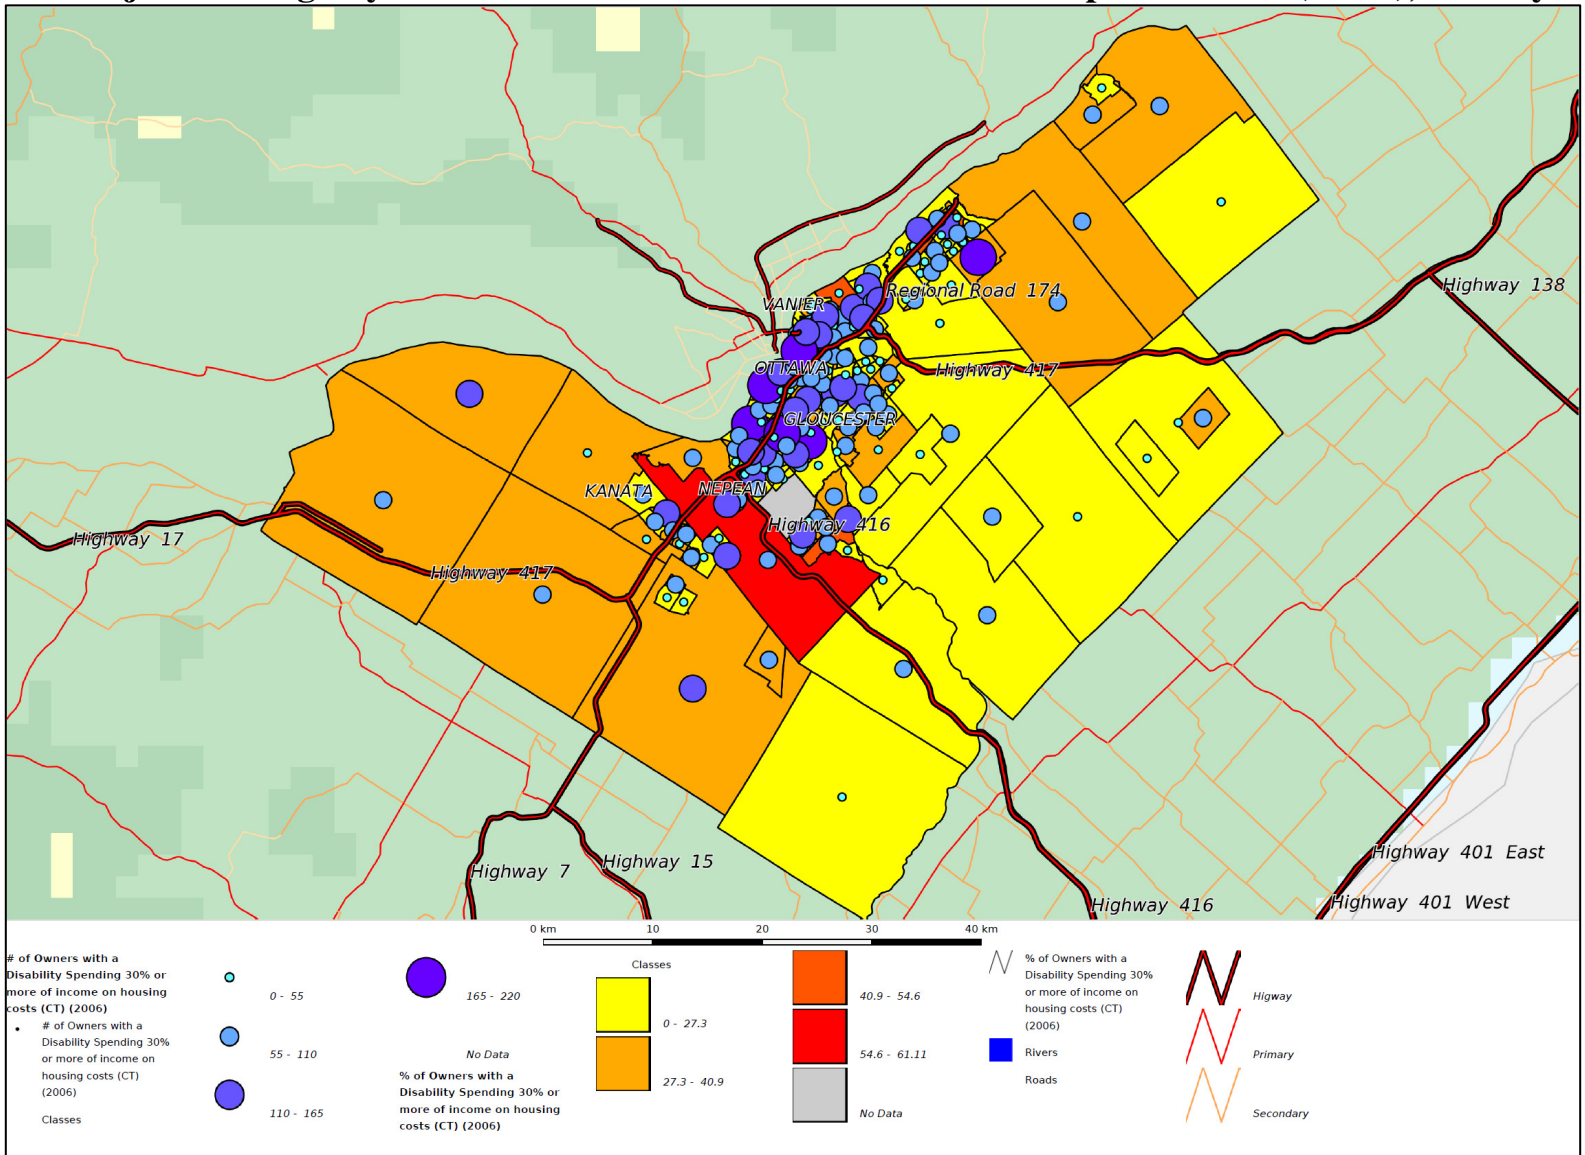 VANIER
Regional Road 174
Highway 138
OTTAWA
Highway 417
GLOUCESTER
KANATA
NEPEAN
Highway 416
Highway 17
Highway 417
Highway 7
Highway 15
Highway 401 East
Highway 416
Highway 401 West
0 km 10 20 30 40 km
# of Owners with a
Disability Spending 30% or
more of income on housing
costs (CT) (2006)
# of Owners with a
Disability Spending 30%
or more of income on
housing costs (CT)
(2006)
Classes
0 - 55
55 - 110
110 - 165
165 - 220
No Data
% of Owners with a
Disability Spending 30% or
more of income on housing
costs (CT) (2006)
Classes
0 - 27.3
27.3 - 40.9
40.9 - 54.6
54.6 - 61.11
No Data
% of Owners with a
Disability Spending 30%
or more of income on
housing costs (CT)
(2006)
Rivers
Roads
Higway
Primary
Secondary